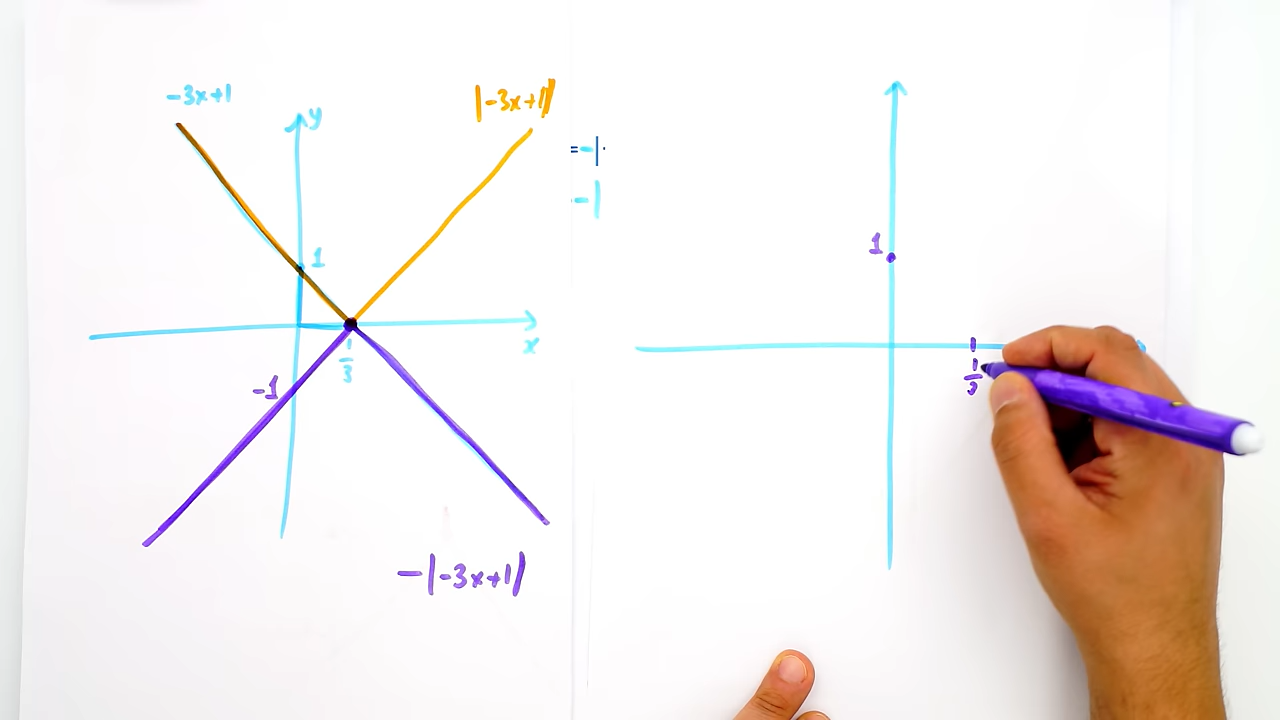 -3x+1
|-3x+1|
y
1
x
1/3
-1
-|-3x+1|
=-|
-|
1
1/3